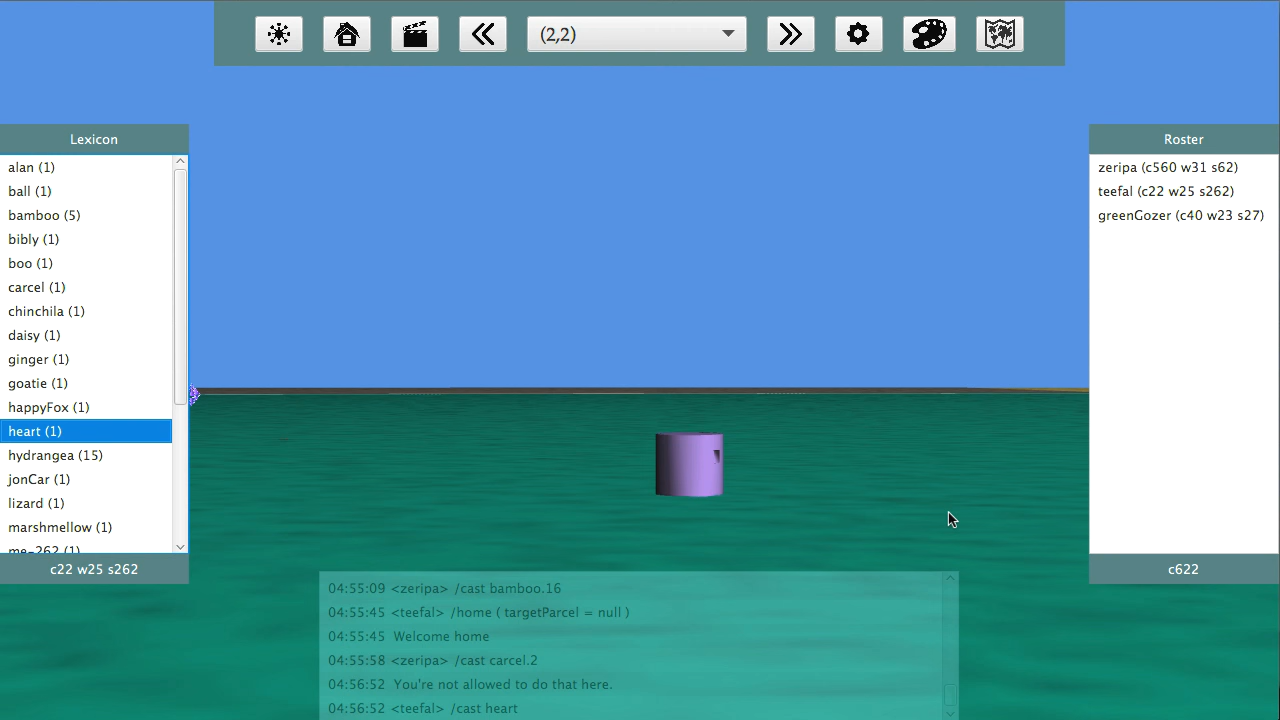 (2,2)
Lexicon
alan (1)
ball (1)
bamboo (5)
bibly (1)
boo (1)
carcel (1)
chinchila (1)
daisy (1)
ginger (1)
goatie (1)
happyFox (1)
heart (1)
hydrangea (15)
jonCar (1)
lizard (1)
marshmellow (1)
me-262 (1)
c22 w25 s262
Roster
zeripa (c560 w31 s62)
teefal (c22 w25 s262)
greenGozer (c40 w23 s27)
c622
04:55:09 <zeripa> /cast bamboo.16
04:55:45 <teefal> /home ( targetParcel = null )
04:55:45 Welcome home
04:55:58 <zeripa> /cast carcel.2
04:56:52 You're not allowed to do that here.
04:56:52 <teefal> /cast heart